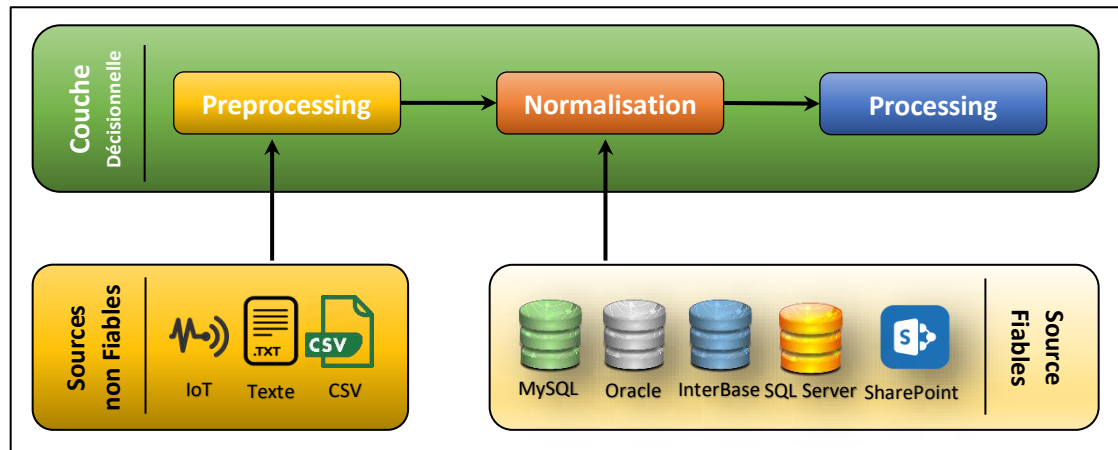 Couche
Décisionnelle
Preprocessing
Normalisation
Processing
Sources
non Fiables
.TXT
CSV
IoT
Texte
CSV
S
MySQL
Oracle
InterBase
SQL Server
SharePoint
Source
Fiables